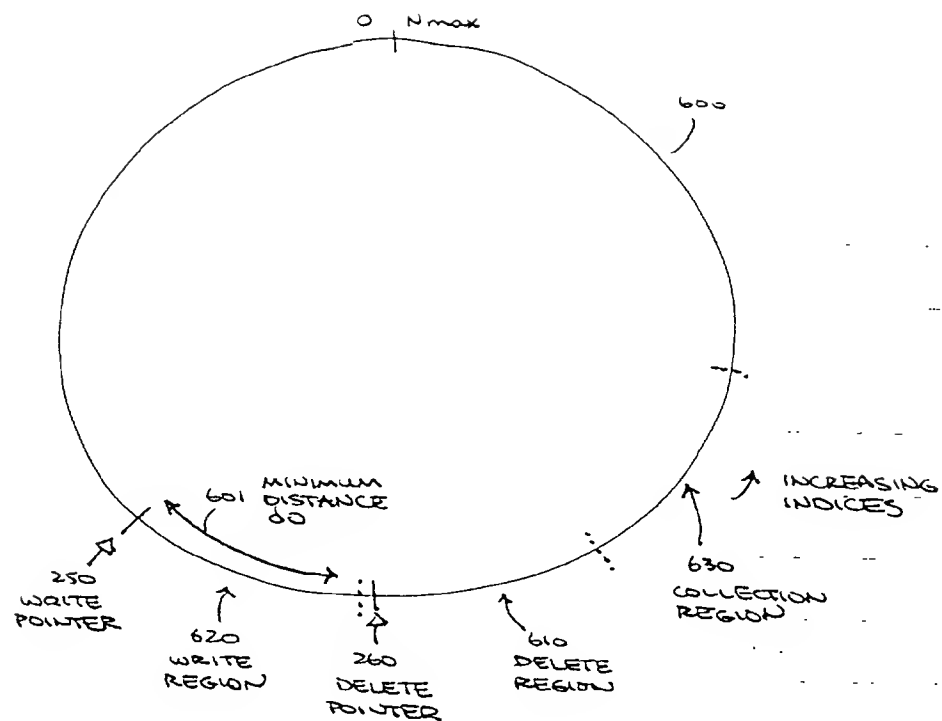 0 Nmax
600
601 MINIMUM
DISTANCE
d0
INCREASING
INDICES
250
WRITE
POINTER
620
WRITE
REGION
260
DELETE
POINTER
610
DELETE
REGION
630
COLLECTION
REGION